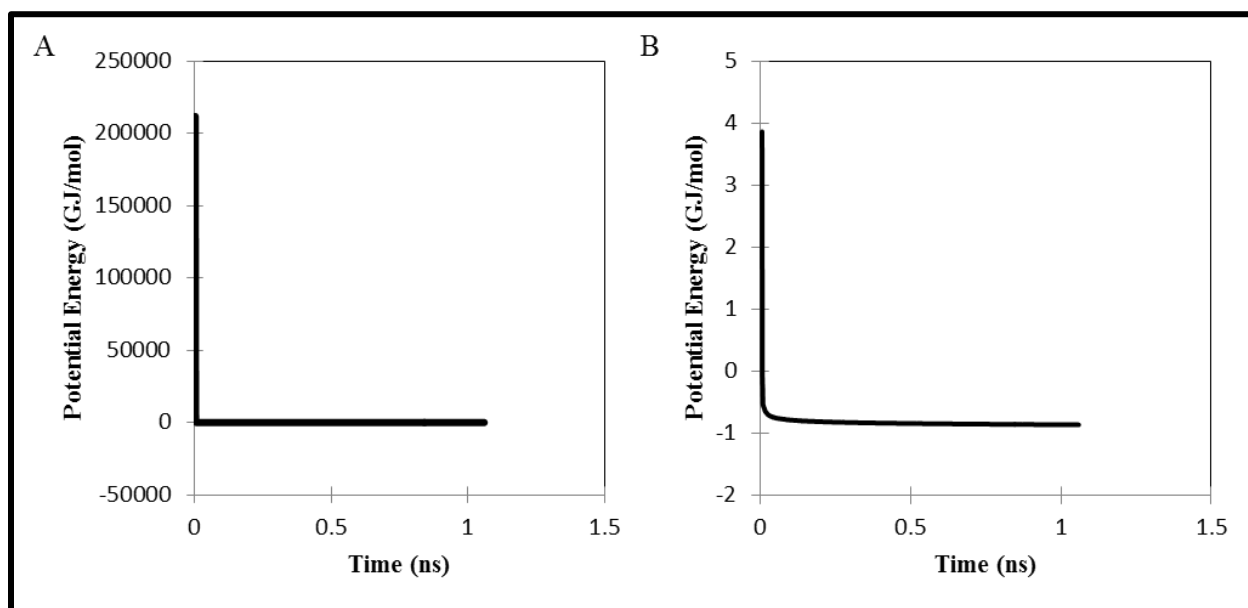 A
250000
200000
150000
100000
50000
0
-50000
Potential Energy (GJ/mol)
0 0.5 1 1.5
Time (ns)
B
5
4
3
2
1
0
-1
-2
Potential Energy (GJ/mol)
0 0.5 1 1.5
Time (ns)